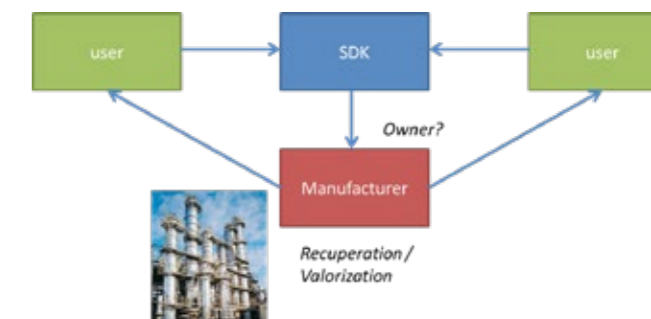 user
SDK
user
Owner?
Manufacturer
Recuperation /
Valorization